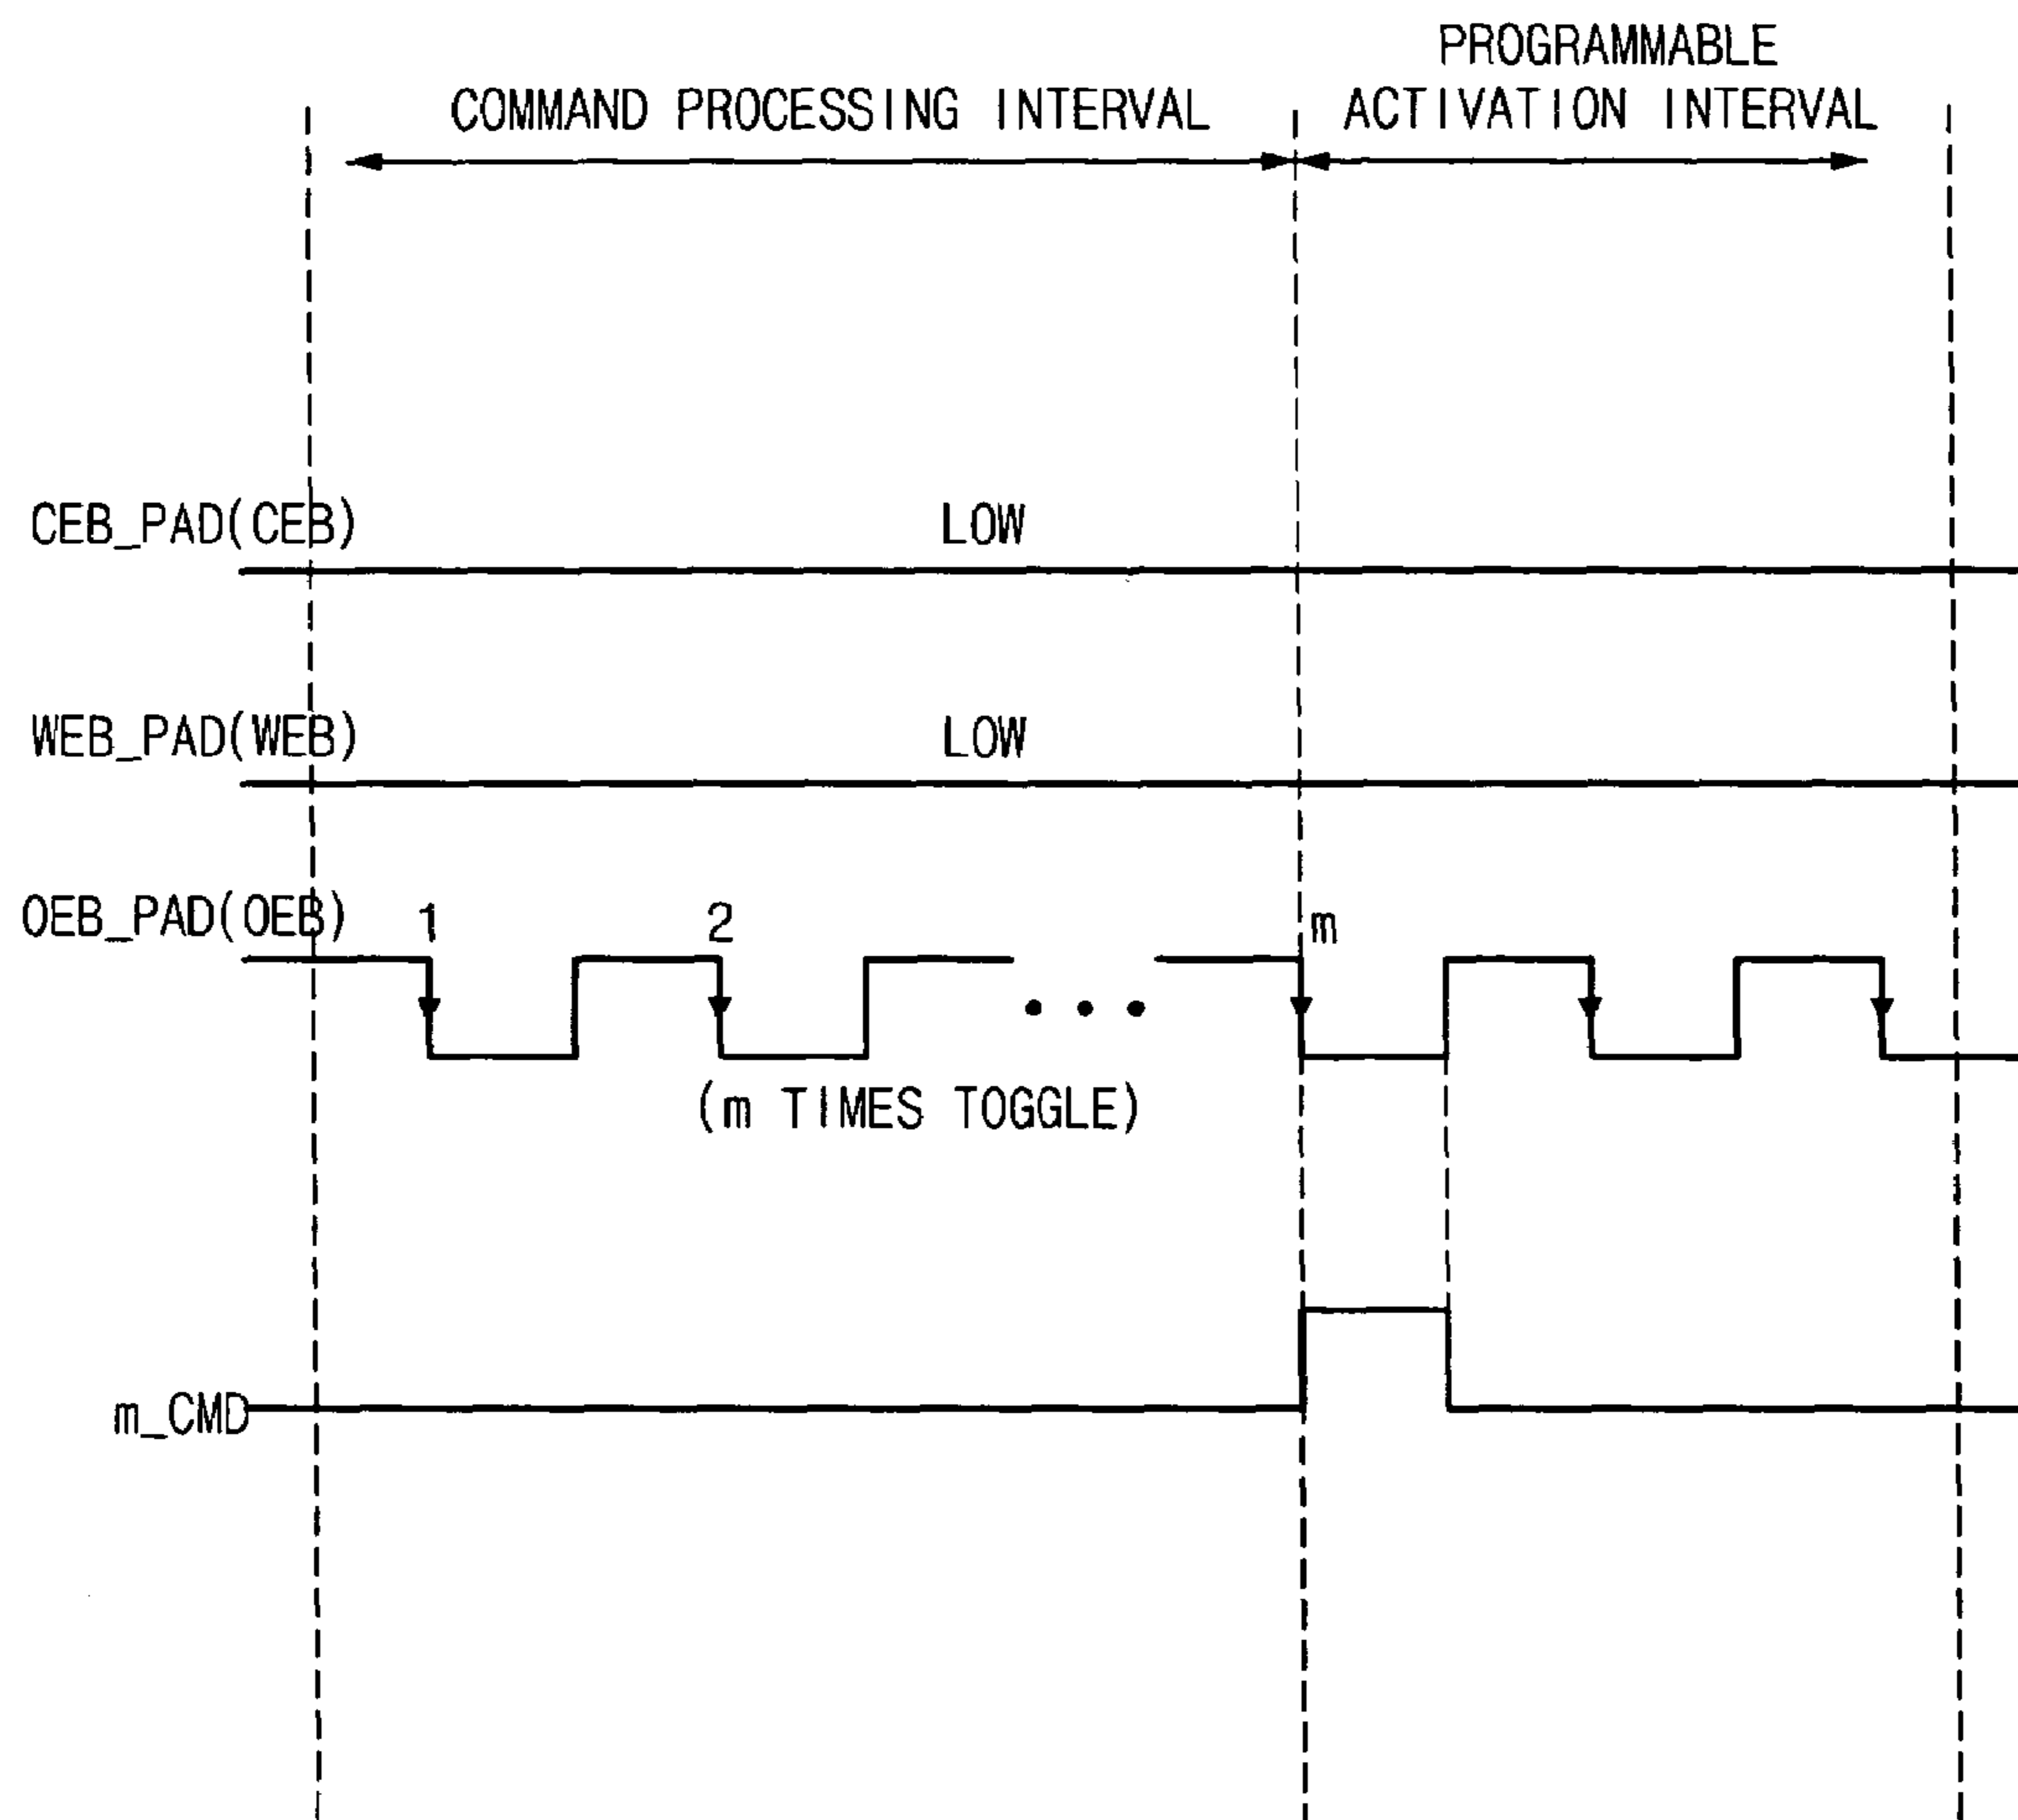 PROGRAMMABLE
COMMAND PROCESSING INTERVAL
ACTIVATION INTERVAL
CEB_PAD(CEB)
LOW
WEB_PAD(WEB)
LOW
OEB_PAD(OEB)
1
2
m
(m TIMES TOGGLE)
m_CMD